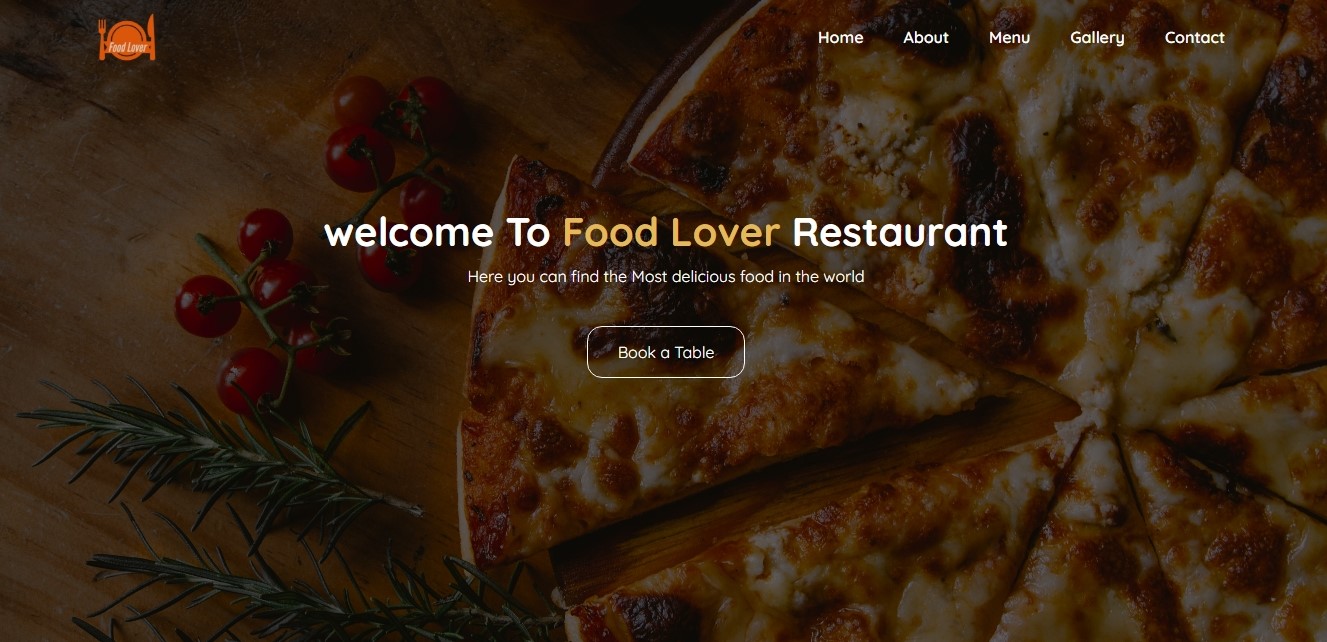 Food Lover
Home About Menu Gallery Contact
welcome To Food Lover Restaurant
Here you can find the Most delicious food in the world
Book a Table